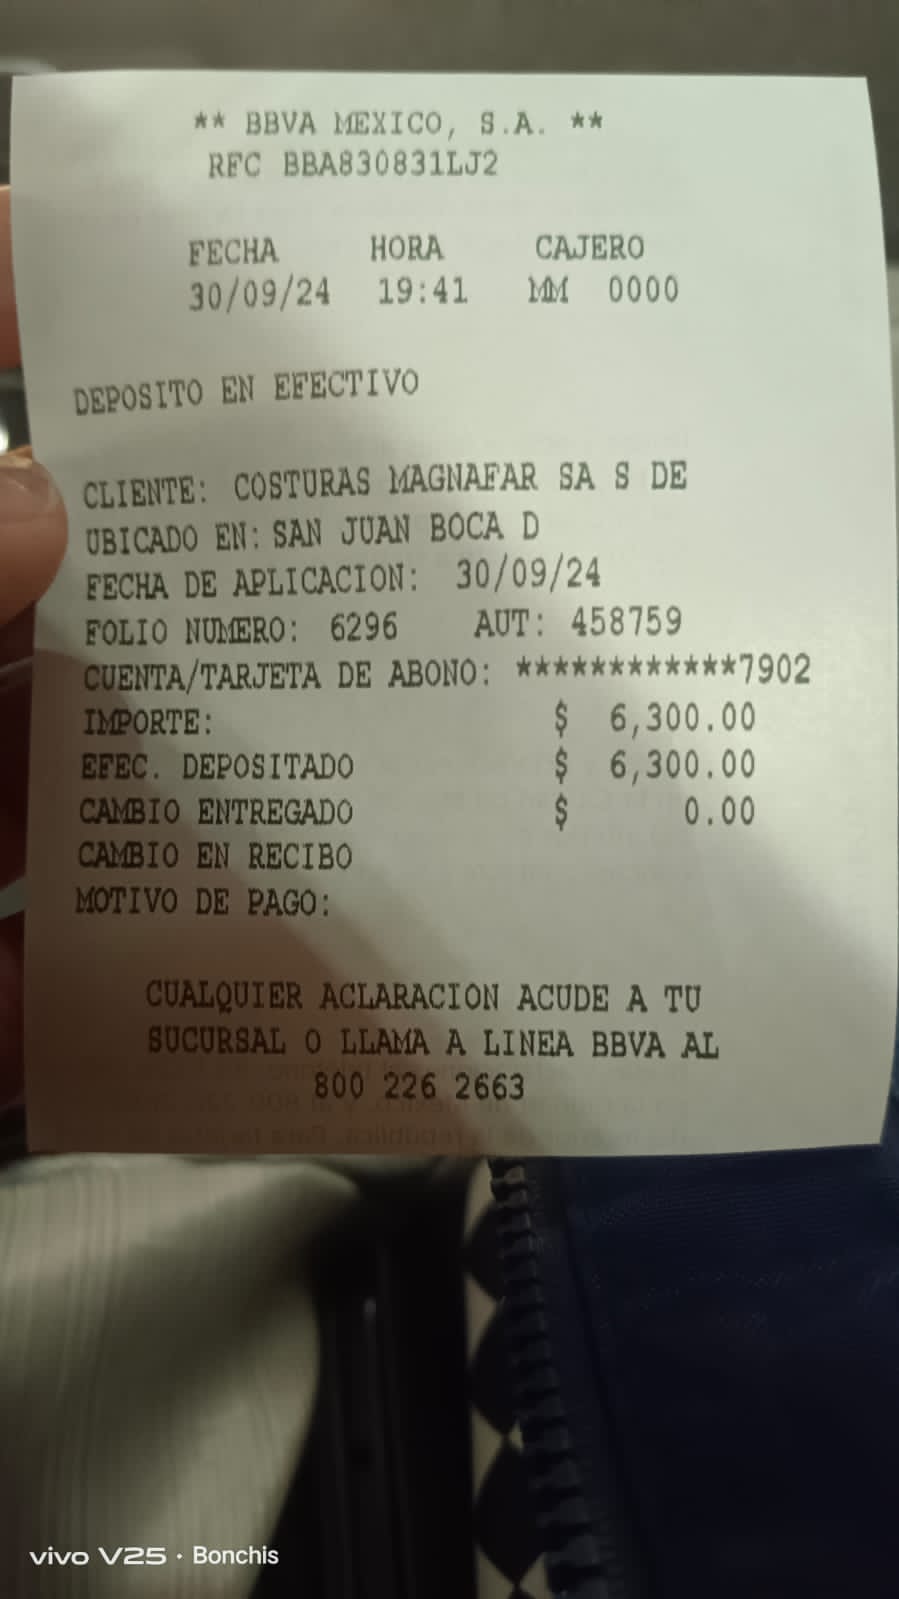 ** BBVA MEXICO, S.A. **
RFC BBA830831LJ2
FECHA HORA CAJERO
30/09/24 19:41 MM 0000
DEPOSITO EN EFECTIVO
CLIENTE: COSTURAS MAGNAFAR SA S DE
UBICADO EN: SAN JUAN BOCA D
FECHA DE APLICACION: 30/09/24
FOLIO NUMERO: 6296 AUT: 458759
CUENTA/TARJETA DE ABONO: ************7902
IMPORTE: $ 6,300.00
EFEC. DEPOSITADO $ 6,300.00
CAMBIO ENTREGADO $ 0.00
CAMBIO EN RECIBO
MOTIVO DE PAGO:
CUALQUIER ACLARACION ACUDE A TU
SUCURSAL O LLAMA A LINEA BBVA AL
800 226 2663
vivo V25 · Bonchis